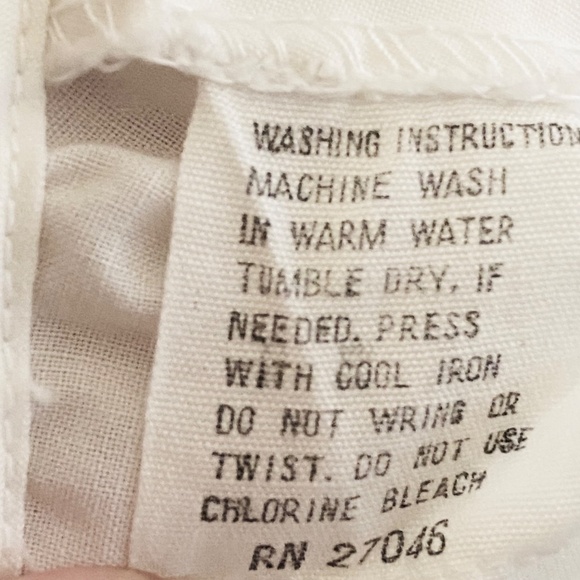 WASHING INSTRUCTION
MACHINE WASH
IN WARM WATER
TUMBLE DRY. IF
NEEDED. PRESS
WITH COOL IRON
DO NOT WRING OR
TWIST. DO NOT USE
CHLORINE BLEACH
RN 27046